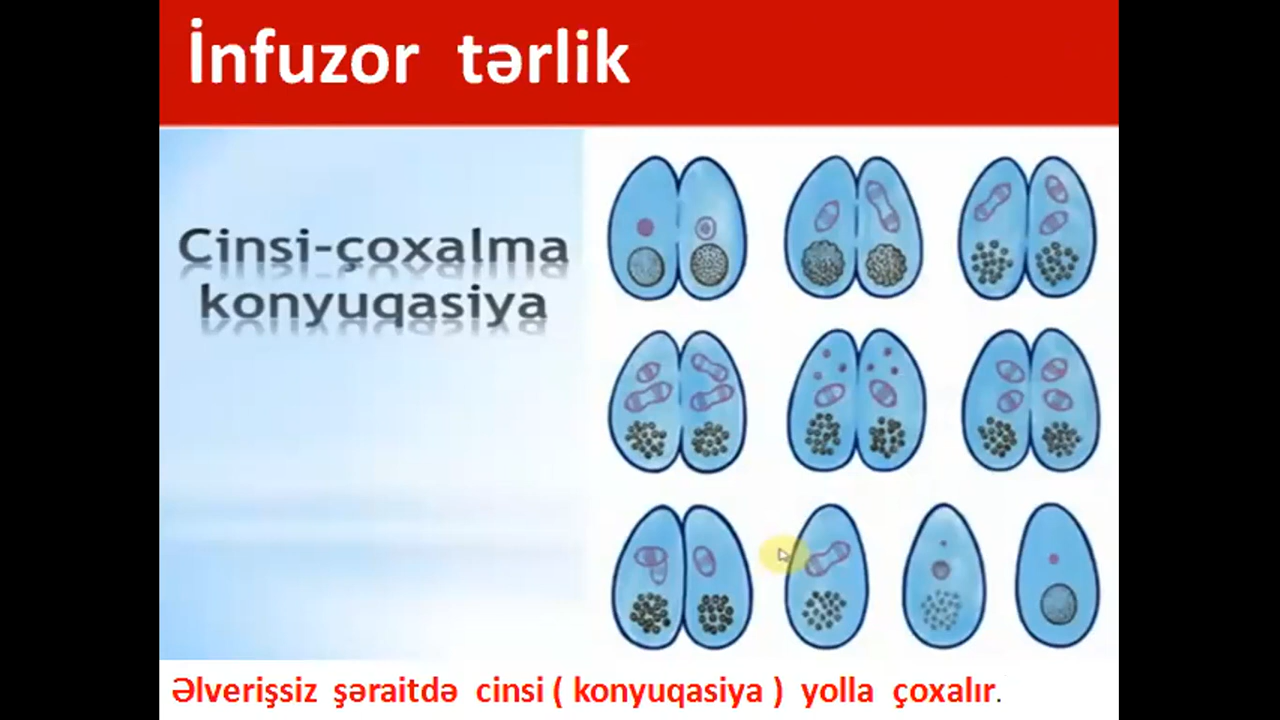 İnfuzor tərlik
Cinsi-çoxalma
konyuqasiya
Əlverişsiz şəraitdə cinsi ( konyuqasiya ) yolla çoxalır.